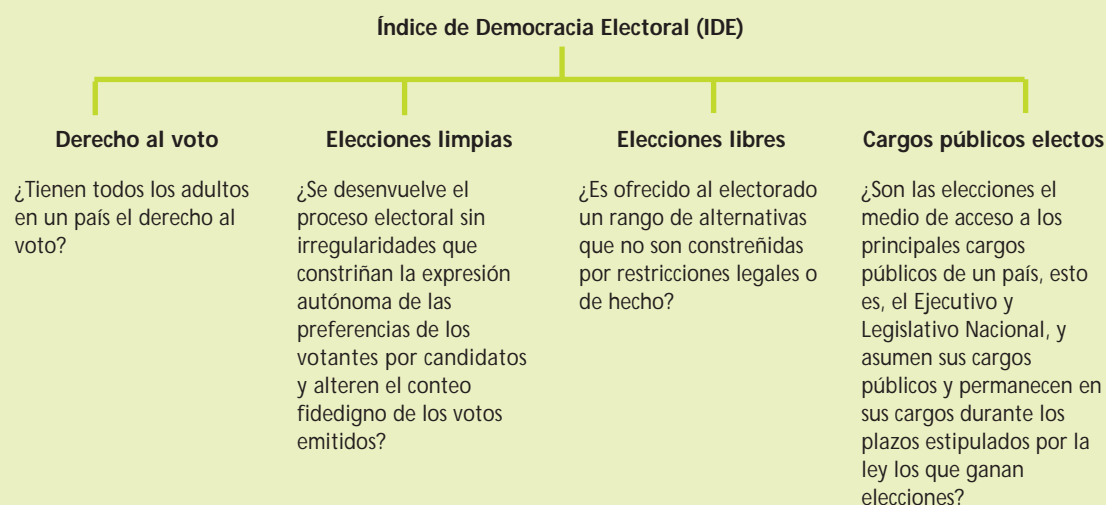 Índice de Democracia Electoral (IDE)
Derecho al voto
¿Tienen todos los adultos
en un país el derecho al
voto?
Elecciones limpias
¿Se desenvuelve el
proceso electoral sin
irregularidades que
constriñan la expresión
autónoma de las
preferencias de los
votantes por candidatos
y alteren el conteo
fidedigno de los votos
emitidos?
Elecciones libres
¿Es ofrecido al electorado
un rango de alternativas
que no son constreñidas
por restricciones legales o
de hecho?
Cargos públicos electos
¿Son las elecciones el
medio de acceso a los
principales cargos
públicos de un país, esto
es, el Ejecutivo y
Legislativo Nacional, y
asumen sus cargos
públicos y permanecen en
sus cargos durante los
plazos estipulados por la
ley los que ganan
elecciones?